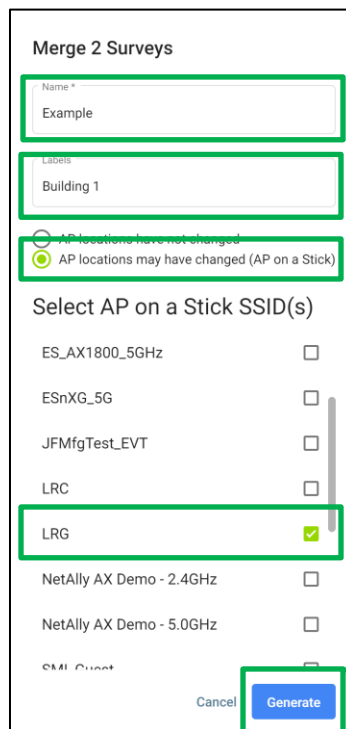 Merge 2 Surveys
Name *
Example
Labels
Building 1
AP locations have not changed
AP locations may have changed (AP on a Stick)
Select AP on a Stick SSID(s)
ES_AX1800_5GHz
ESnXG_5G
JFMfgTest_EVT
LRC
LRG
NetAlly AX Demo - 2.4GHz
NetAlly AX Demo - 5.0GHz
SML Guest
Cancel
Generate